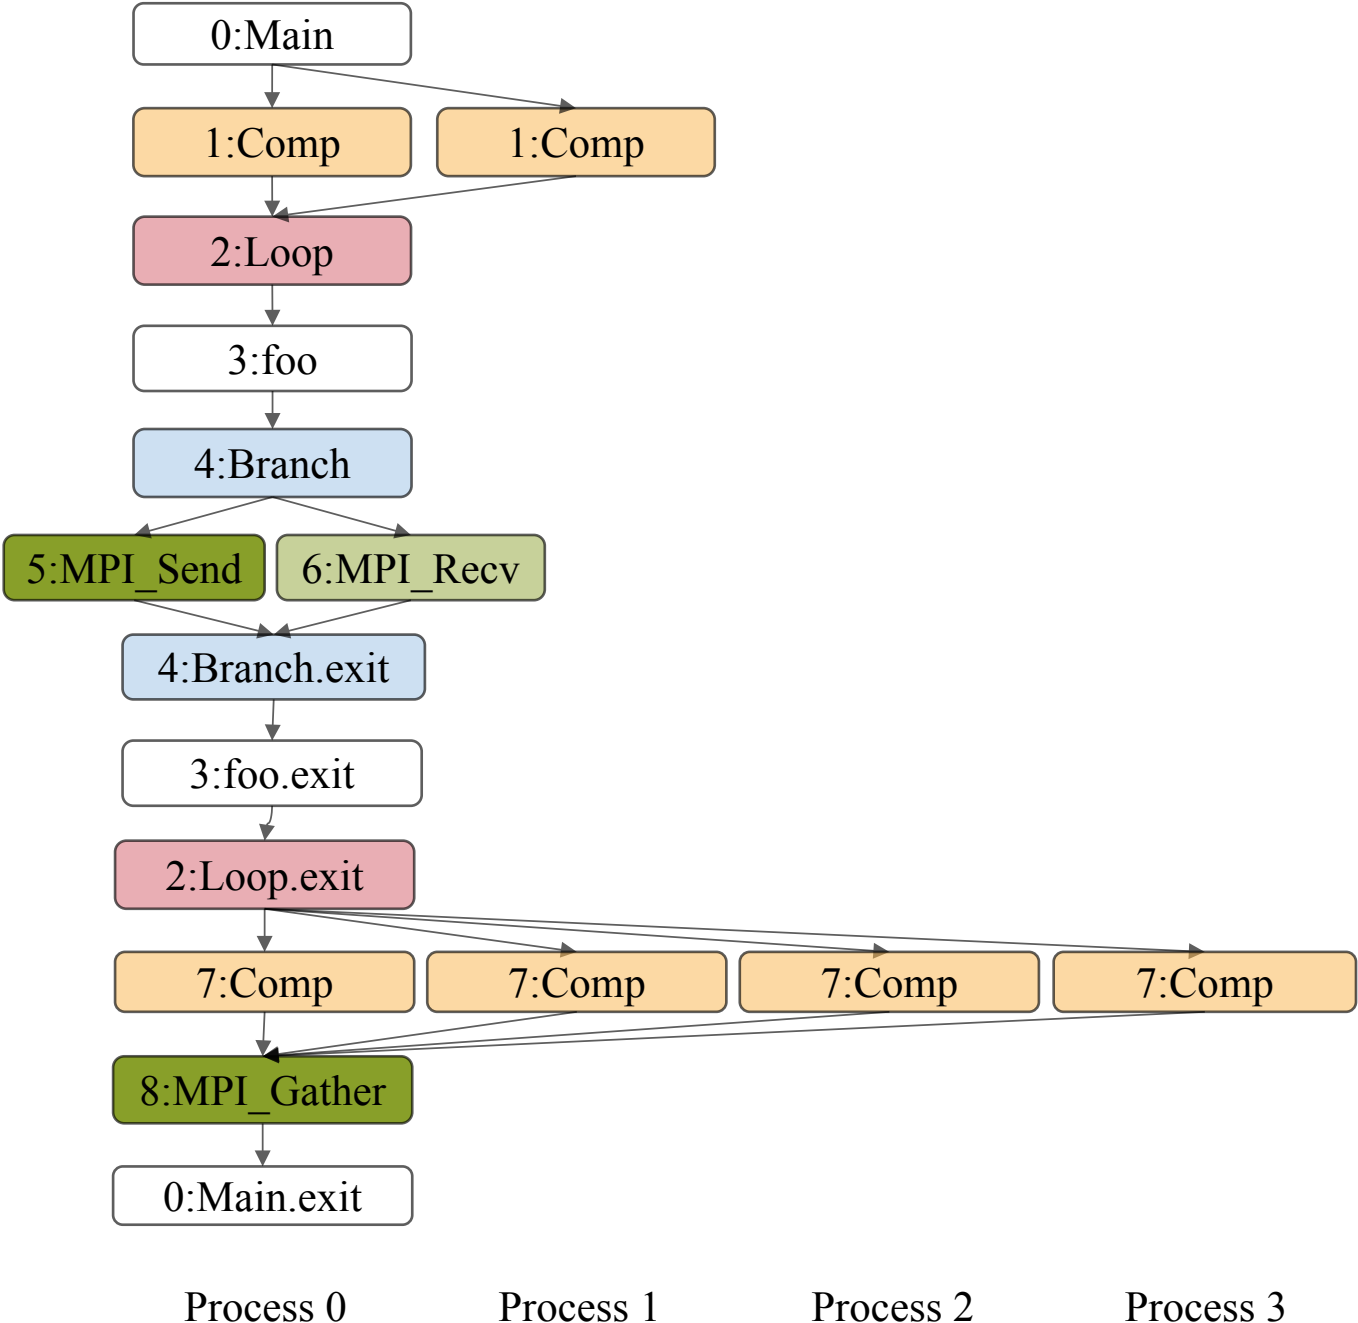 0:Main
1:Comp 1:Comp
2:Loop
3:foo
4:Branch
5:MPI_Send 6:MPI_Recv
4:Branch.exit
3:foo.exit
2:Loop.exit
7:Comp 7:Comp 7:Comp 7:Comp
8:MPI_Gather
0:Main.exit
Process 0 Process 1 Process 2 Process 3